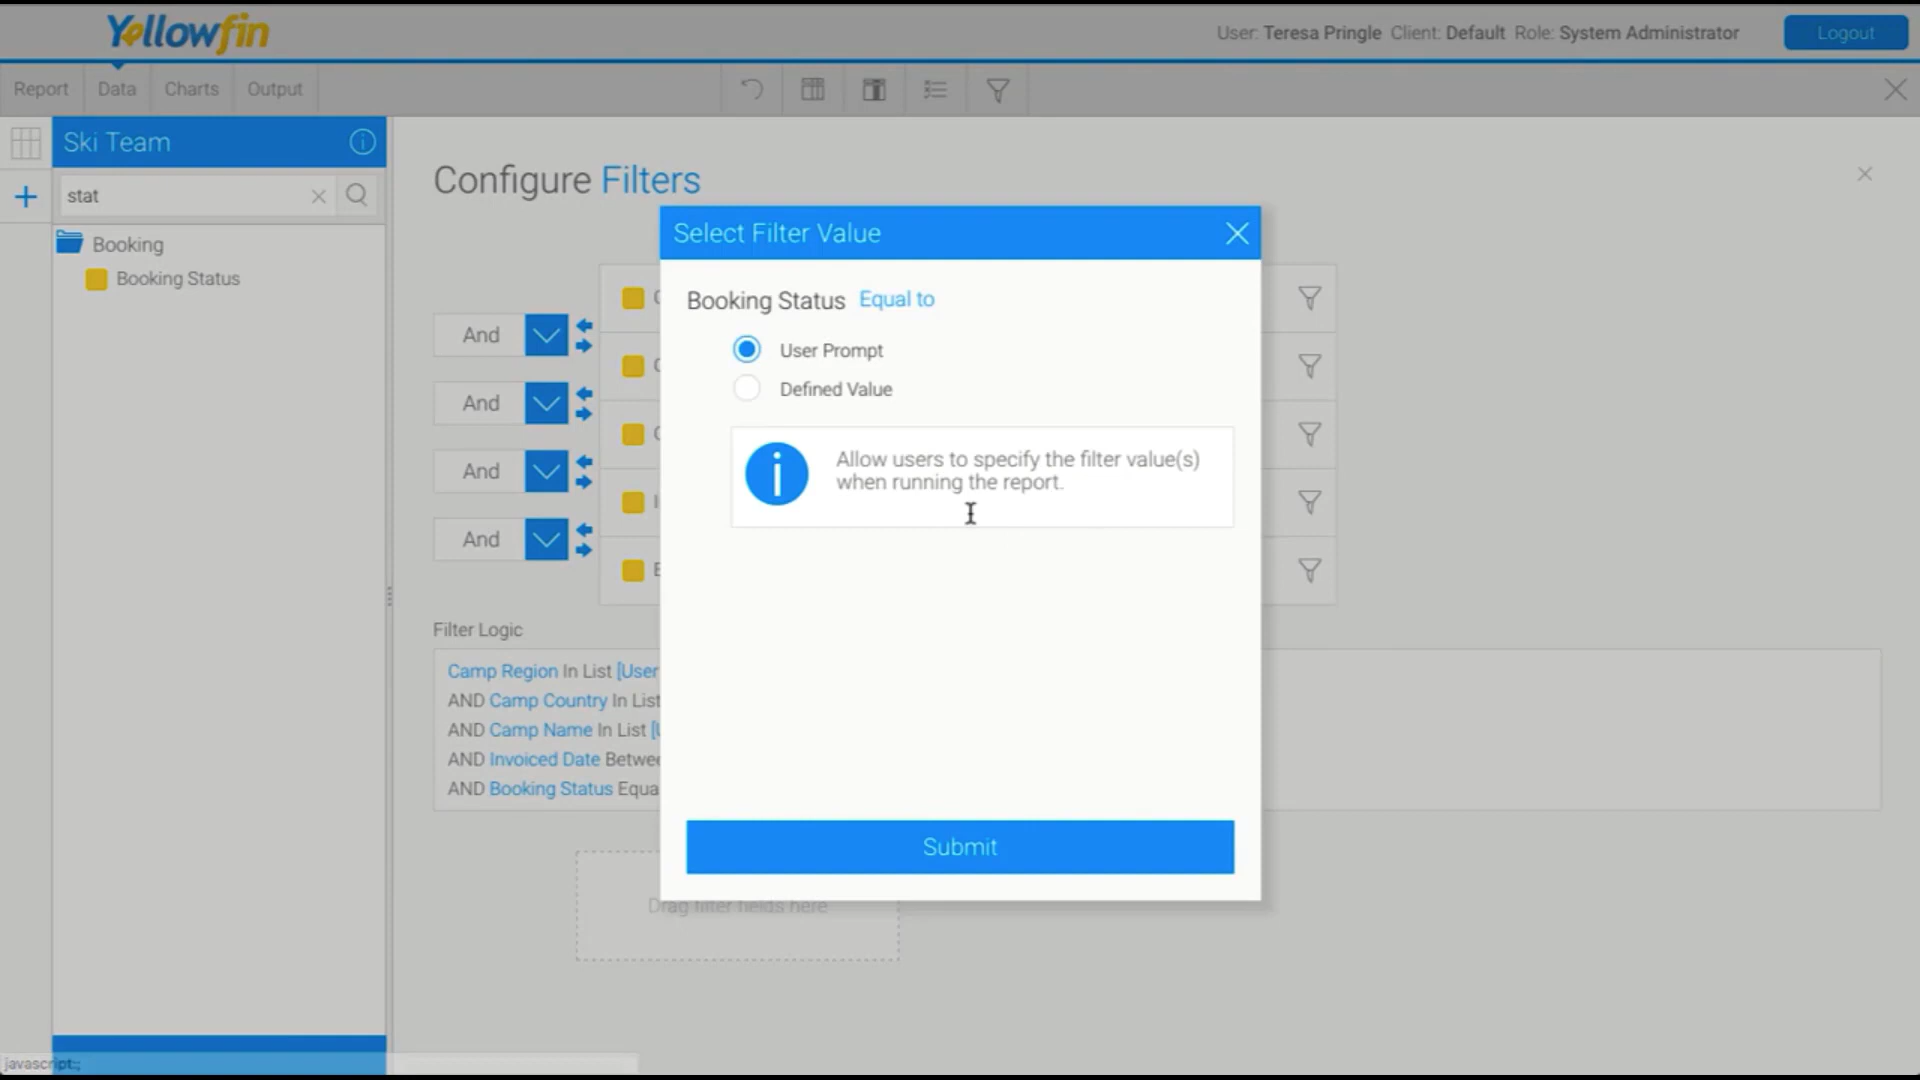 Yellowfin
User: Teresa Pringle Client: Default Role: System Administrator
Logout
Report Data Charts Output
Ski Team
stat
Booking
Booking Status
Configure Filters
And
And
And
And
Select Filter Value
Booking Status Equal to
User Prompt
Defined Value
Allow users to specify the filter value(s)
when running the report.
Submit
Filter Logic
Camp Region In List [User
AND Camp Country In List
AND Camp Name In List [U
AND Invoiced Date Betwee
AND Booking Status Equa
Drag filter fields here
javascript:;